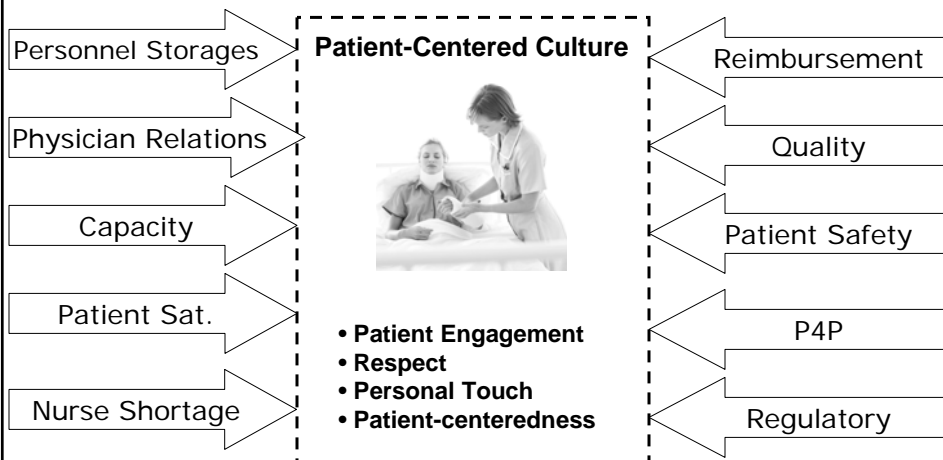 Personnel Storages
Physician Relations
Capacity
Patient Sat.
Nurse Shortage
Patient-Centered Culture
• Patient Engagement
• Respect
• Personal Touch
• Patient-centeredness
Reimbursement
Quality
Patient Safety
P4P
Regulatory